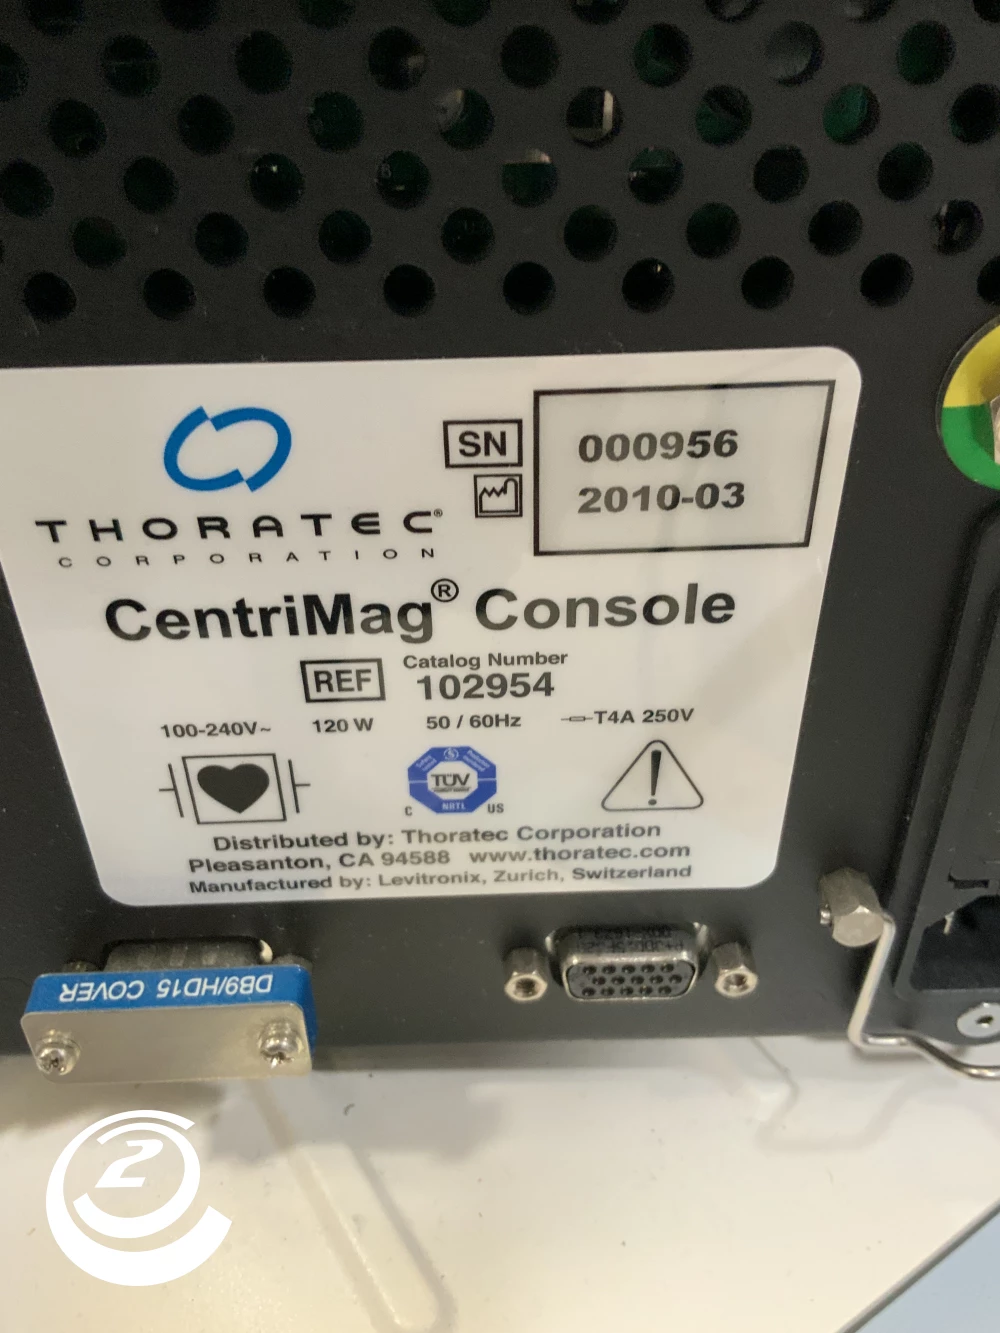 THORATEC®
CORPORATION
SN 000956
2010-03
CentriMag® Console
REF Catalog Number
102954
100-240V~ 120 W 50 / 60Hz T4A 250V
TÜV
C NRTL US
Distributed by: Thoratec Corporation
Pleasanton, CA 94588 www.thoratec.com
Manufactured by: Levitronix, Zurich, Switzerland
DB9/HD15 COVER
2